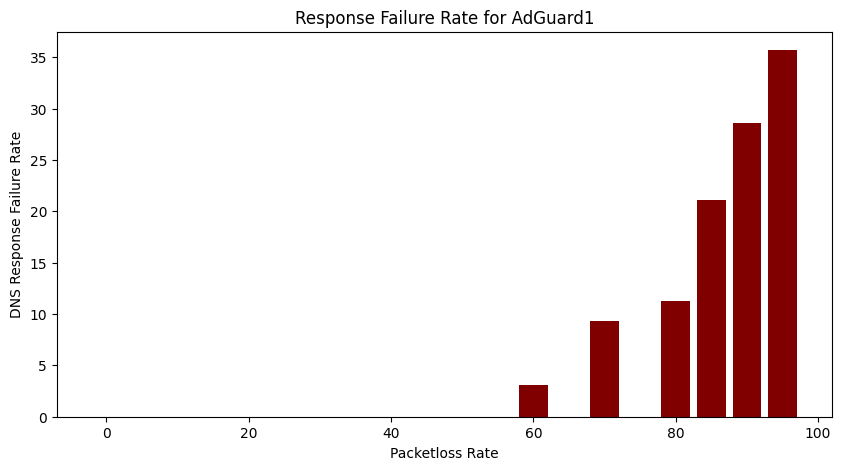 Response Failure Rate for AdGuard1
DNS Response Failure Rate
35
30
25
20
15
10
5
0
0 20 40 60 80 100
Packetloss Rate